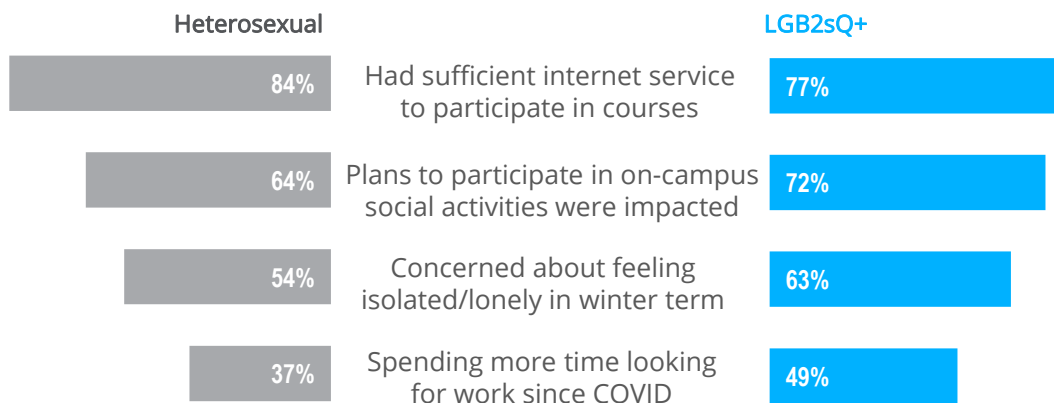 Heterosexual
LGB2sQ+
84%
Had sufficient internet service
to participate in courses
77%
64%
Plans to participate in on-campus
social activities were impacted
72%
54%
Concerned about feeling
isolated/lonely in winter term
63%
37%
Spending more time looking
for work since COVID
49%